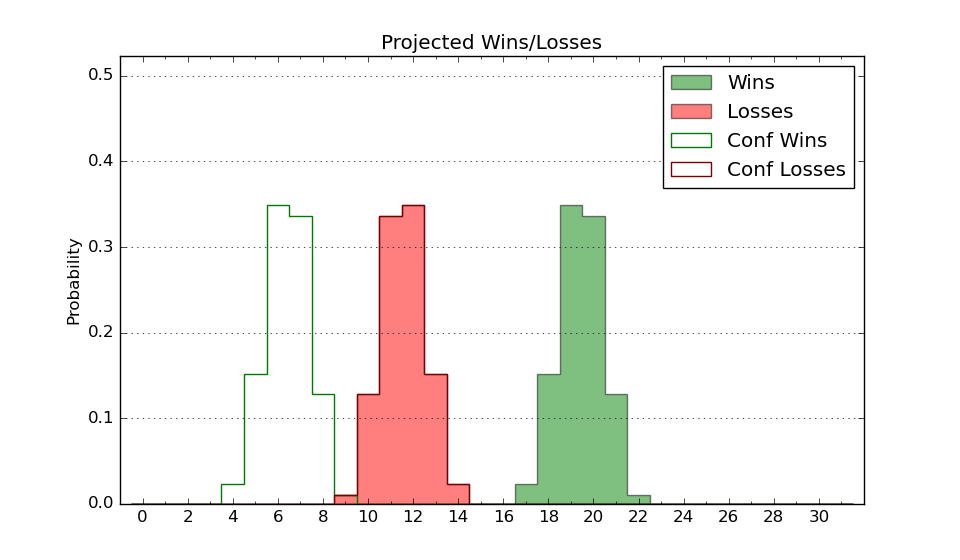 Projected Wins/Losses
Wins
Losses
Conf Wins
Conf Losses
Probability
0.5
0.4
0.3
0.2
0.1
0.0
0 2 4 6 8 10 12 14 16 18 20 22 24 26 28 30